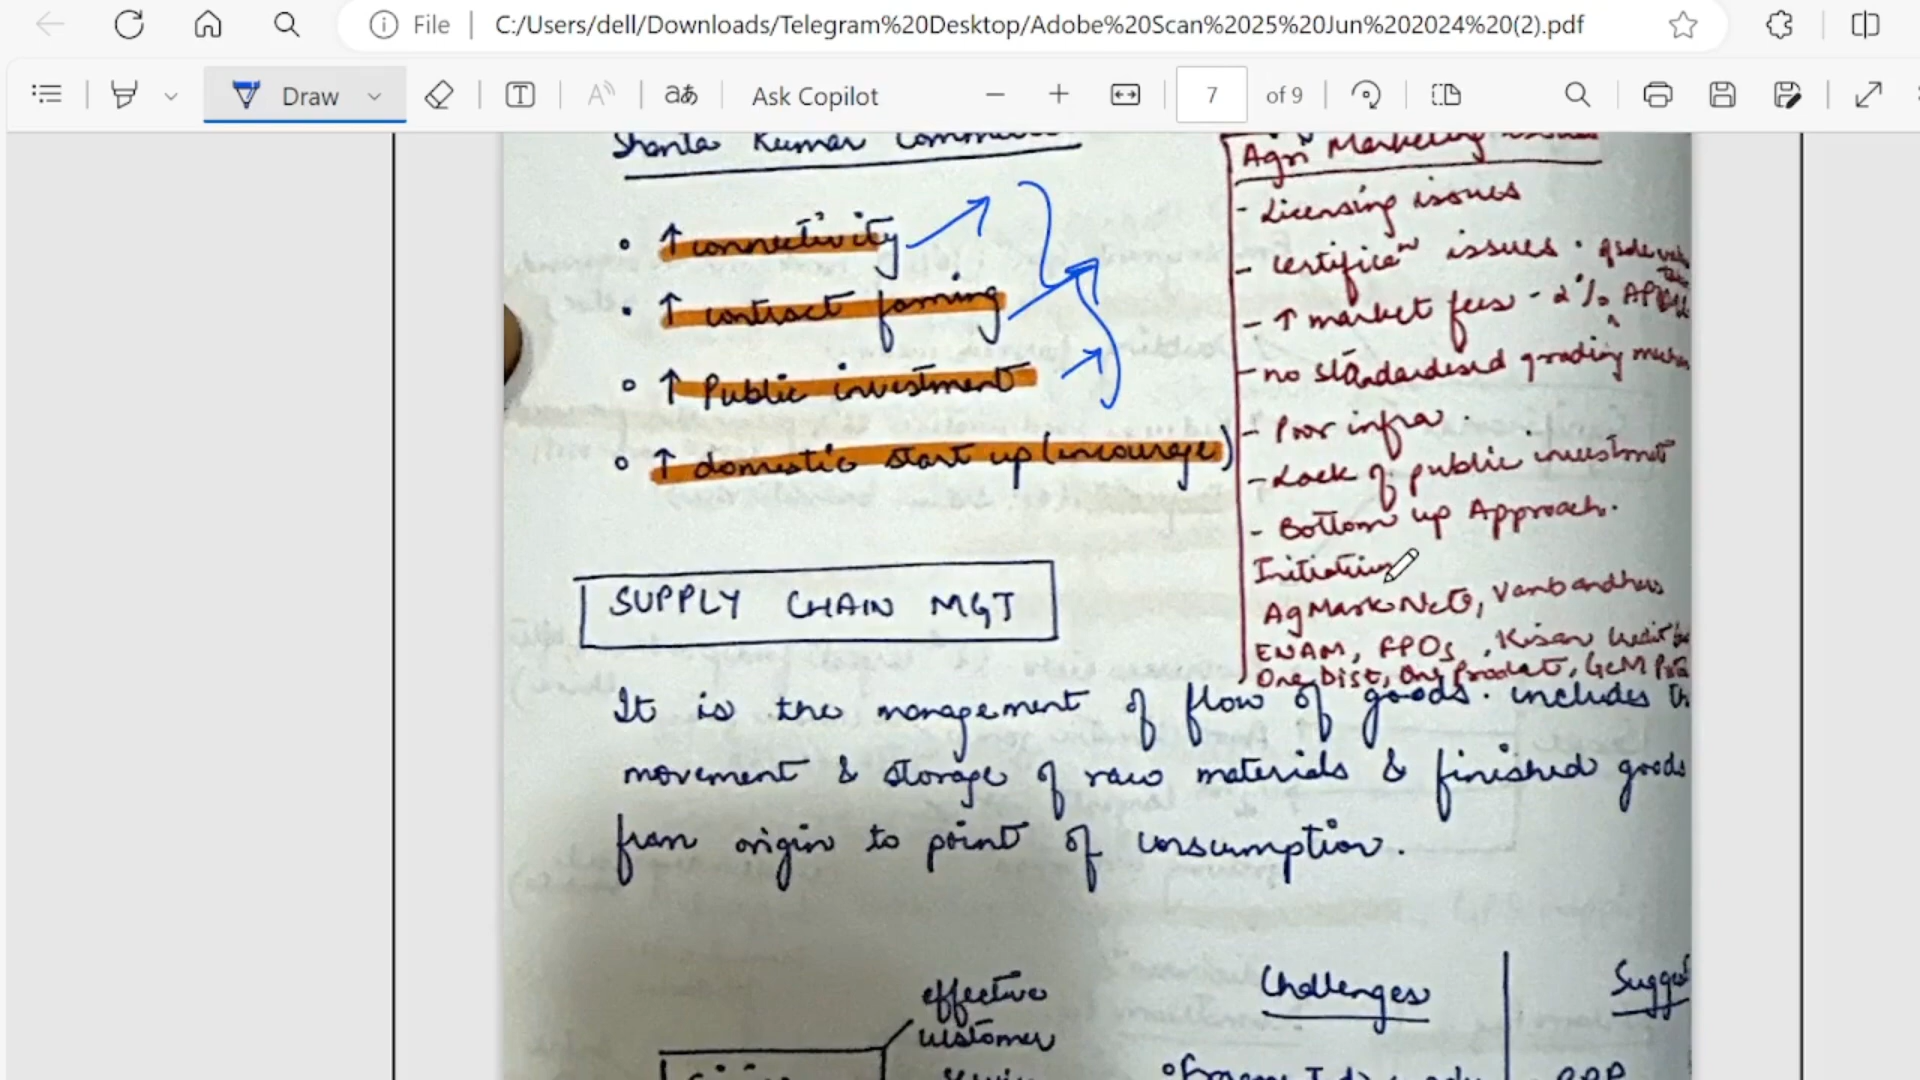 File
C:/Users/dell/Downloads/Telegram%20Desktop/Adobe%20Scan%2025%20Jun%202024%20(2).pdf
Draw
Ask Copilot
7 of 9
Shanta Kumar
↑ connectivity
↑ contract farming
↑ Public investment
↑ domestic start up (encourage)
Agri Marketing
- Licensing issues
- certifican issues
- ↑ market fees - 2%
- no standardised grading
- Poor infra
- Lack of public investment
- Bottom up Approach.
AgMarkNets, Vanbandhus
ENAM, FPOs, Kisan Credit
One Dist, One Product, GeM
SUPPLY CHAIN MGT
It is the management of flow of goods. includes
movement & storage of raw materials & finished goods
from origin to point of consumption.
effective
customer
Challenges